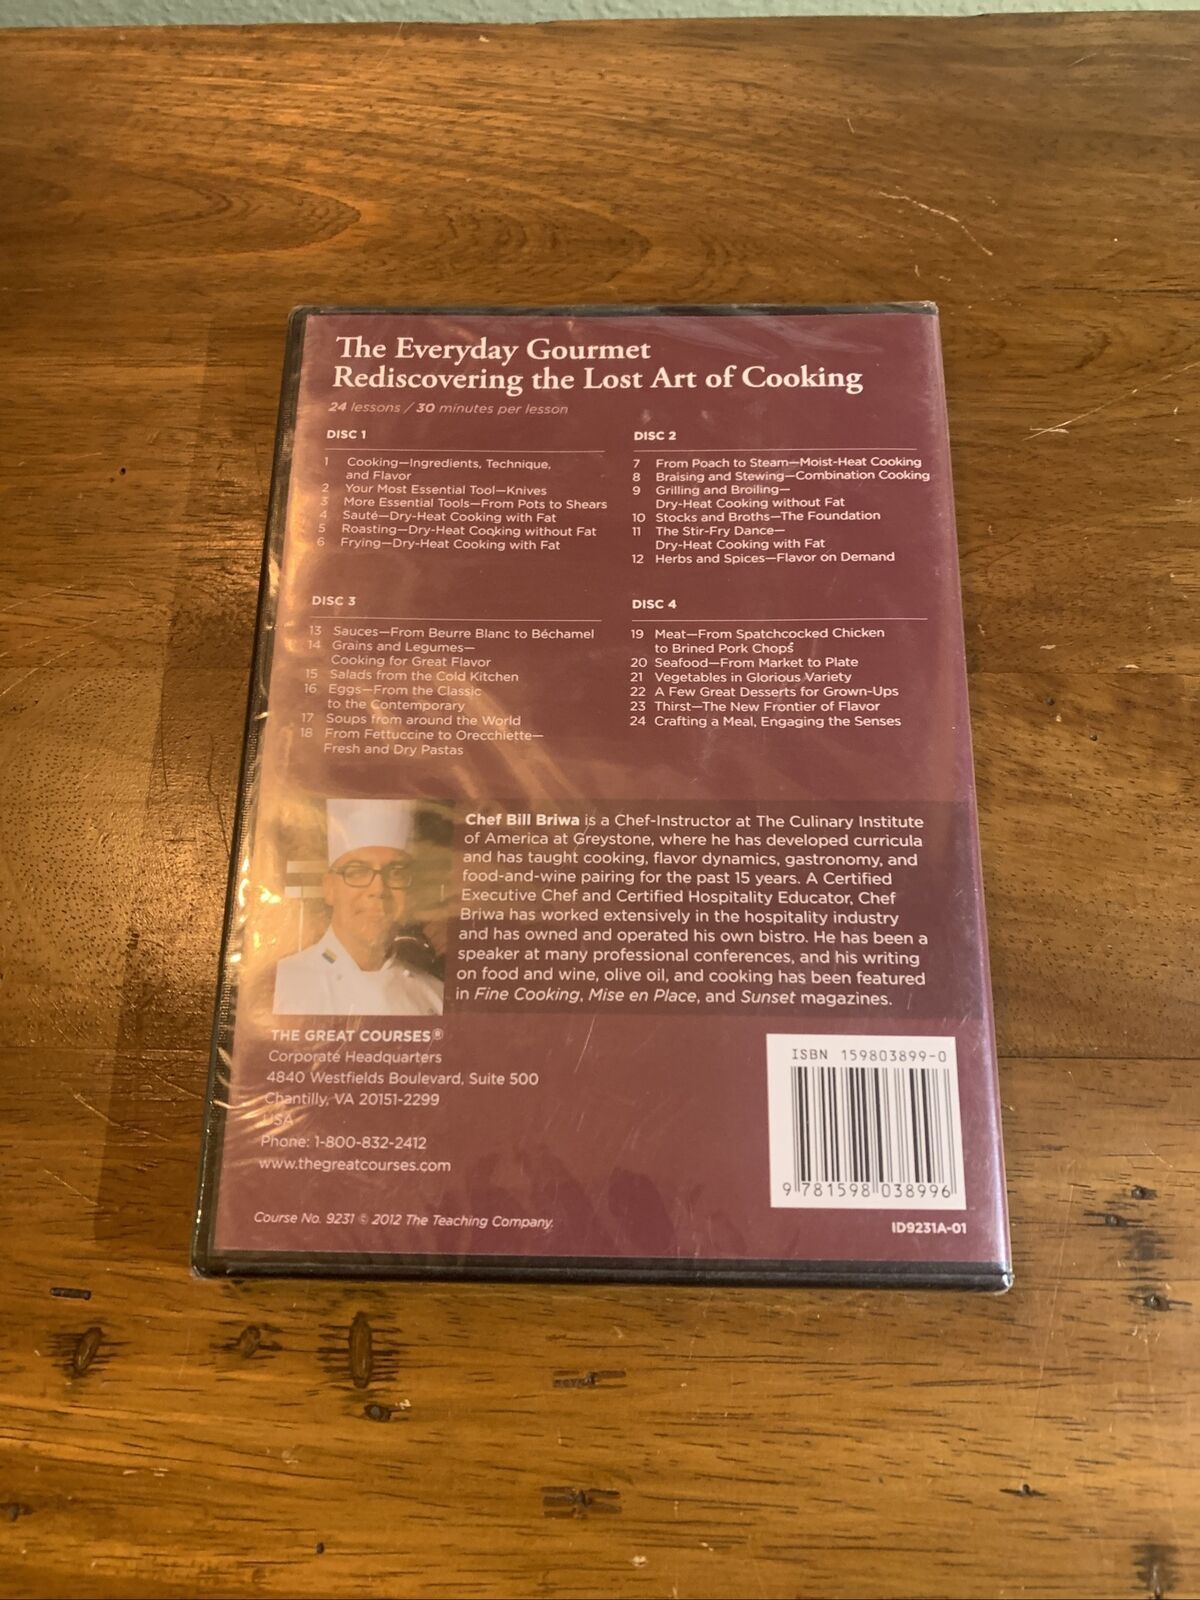 The Everyday Gourmet
Rediscovering the Lost Art of Cooking
24 lessons / 30 minutes per lesson
DISC 1
1 Cooking—Ingredients, Technique,
and Flavor
2 Your Most Essential Tool—Knives
3 More Essential Tools—From Pots to Shears
4 Sauté—Dry-Heat Cooking with Fat
5 Roasting—Dry-Heat Cooking without Fat
6 Frying—Dry-Heat Cooking with Fat
DISC 2
7 From Poach to Steam—Moist-Heat Cooking
8 Braising and Stewing—Combination Cooking
9 Grilling and Broiling—
Dry-Heat Cooking without Fat
10 Stocks and Broths—The Foundation
11 The Stir-Fry Dance—
Dry-Heat Cooking with Fat
12 Herbs and Spices—Flavor on Demand
DISC 3
13 Sauces—From Beurre Blanc to Béchamel
14 Grains and Legumes—
Cooking for Great Flavor
15 Salads from the Cold Kitchen
16 Eggs—From the Classic
to the Contemporary
17 Soups from around the World
18 From Fettuccine to Orecchiette—
Fresh and Dry Pastas
DISC 4
19 Meat—From Spatchcocked Chicken
to Brined Pork Chops
20 Seafood—From Market to Plate
21 Vegetables in Glorious Variety
22 A Few Great Desserts for Grown-Ups
23 Thirst—The New Frontier of Flavor
24 Crafting a Meal, Engaging the Senses
Chef Bill Briwa is a Chef-Instructor at The Culinary Institute
of America at Greystone, where he has developed curricula
and has taught cooking, flavor dynamics, gastronomy, and
food-and-wine pairing for the past 15 years. A Certified
Executive Chef and Certified Hospitality Educator, Chef
Briwa has worked extensively in the hospitality industry
and has owned and operated his own bistro. He has been a
speaker at many professional conferences, and his writing
on food and wine, olive oil, and cooking has been featured
in Fine Cooking, Mise en Place, and Sunset magazines.
THE GREAT COURSES®
Corporate Headquarters
4840 Westfields Boulevard, Suite 500
Chantilly, VA 20151-2299
USA
Phone: 1-800-832-2412
www.thegreatcourses.com
Course No. 9231 © 2012 The Teaching Company.
ISBN 159803899-0
9 781598 038996
ID9231A-01